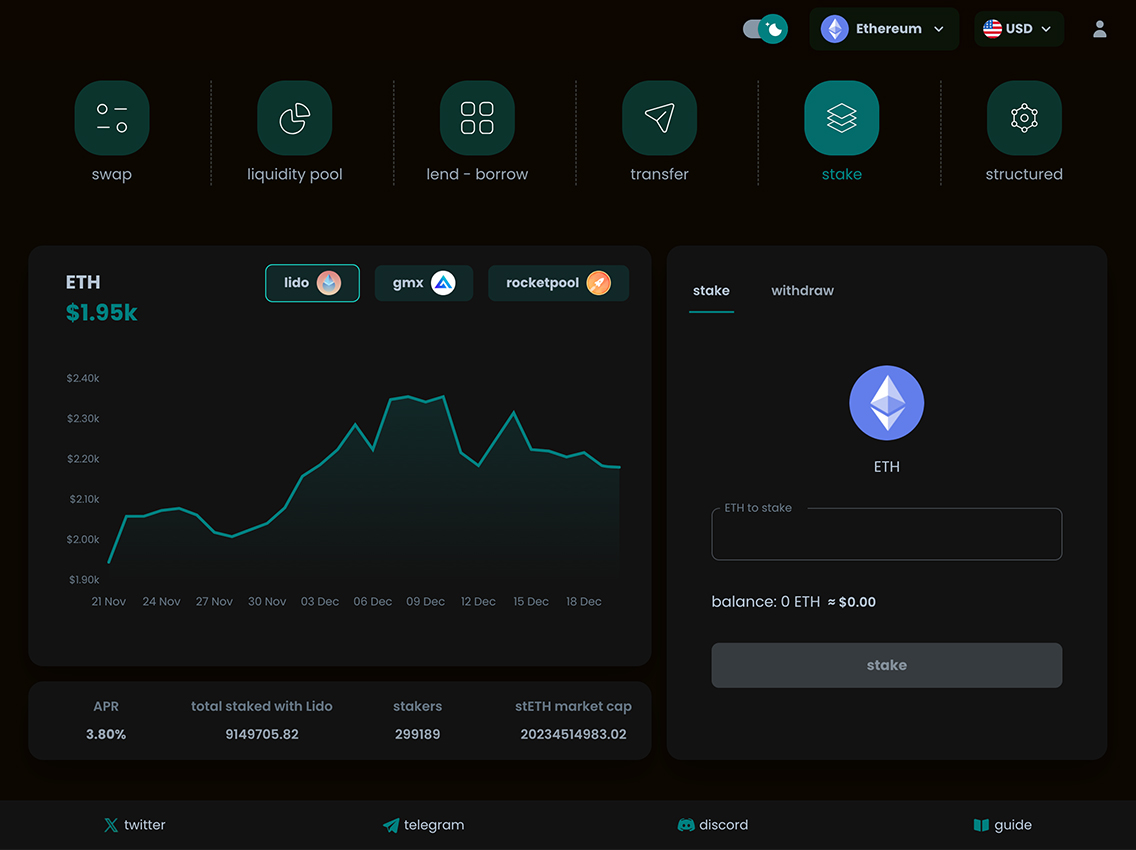 Ethereum
USD
swap
liquidity pool
lend - borrow
transfer
stake
structured
ETH
$1.95k
lido
gmx
rocketpool
$2.40k
$2.30k
$2.20k
$2.10k
$2.00k
$1.90k
21 Nov 24 Nov 27 Nov 30 Nov 03 Dec 06 Dec 09 Dec 12 Dec 15 Dec 18 Dec
APR total staked with Lido stakers stETH market cap
3.80% 9149705.82 299189 20234514983.02
stake withdraw
ETH
ETH to stake
balance: 0 ETH ≈ $0.00
stake
twitter telegram discord guide